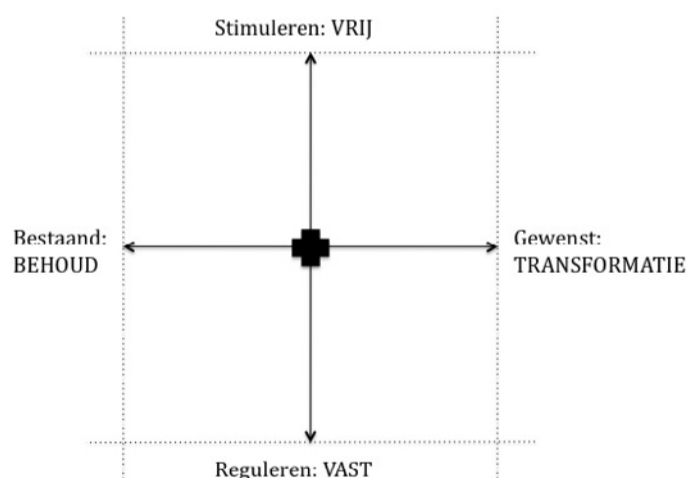 Stimuleren: VRIJ
Bestaand:
BEHOUD
Gewenst:
TRANSFORMATIE
Reguleren: VAST